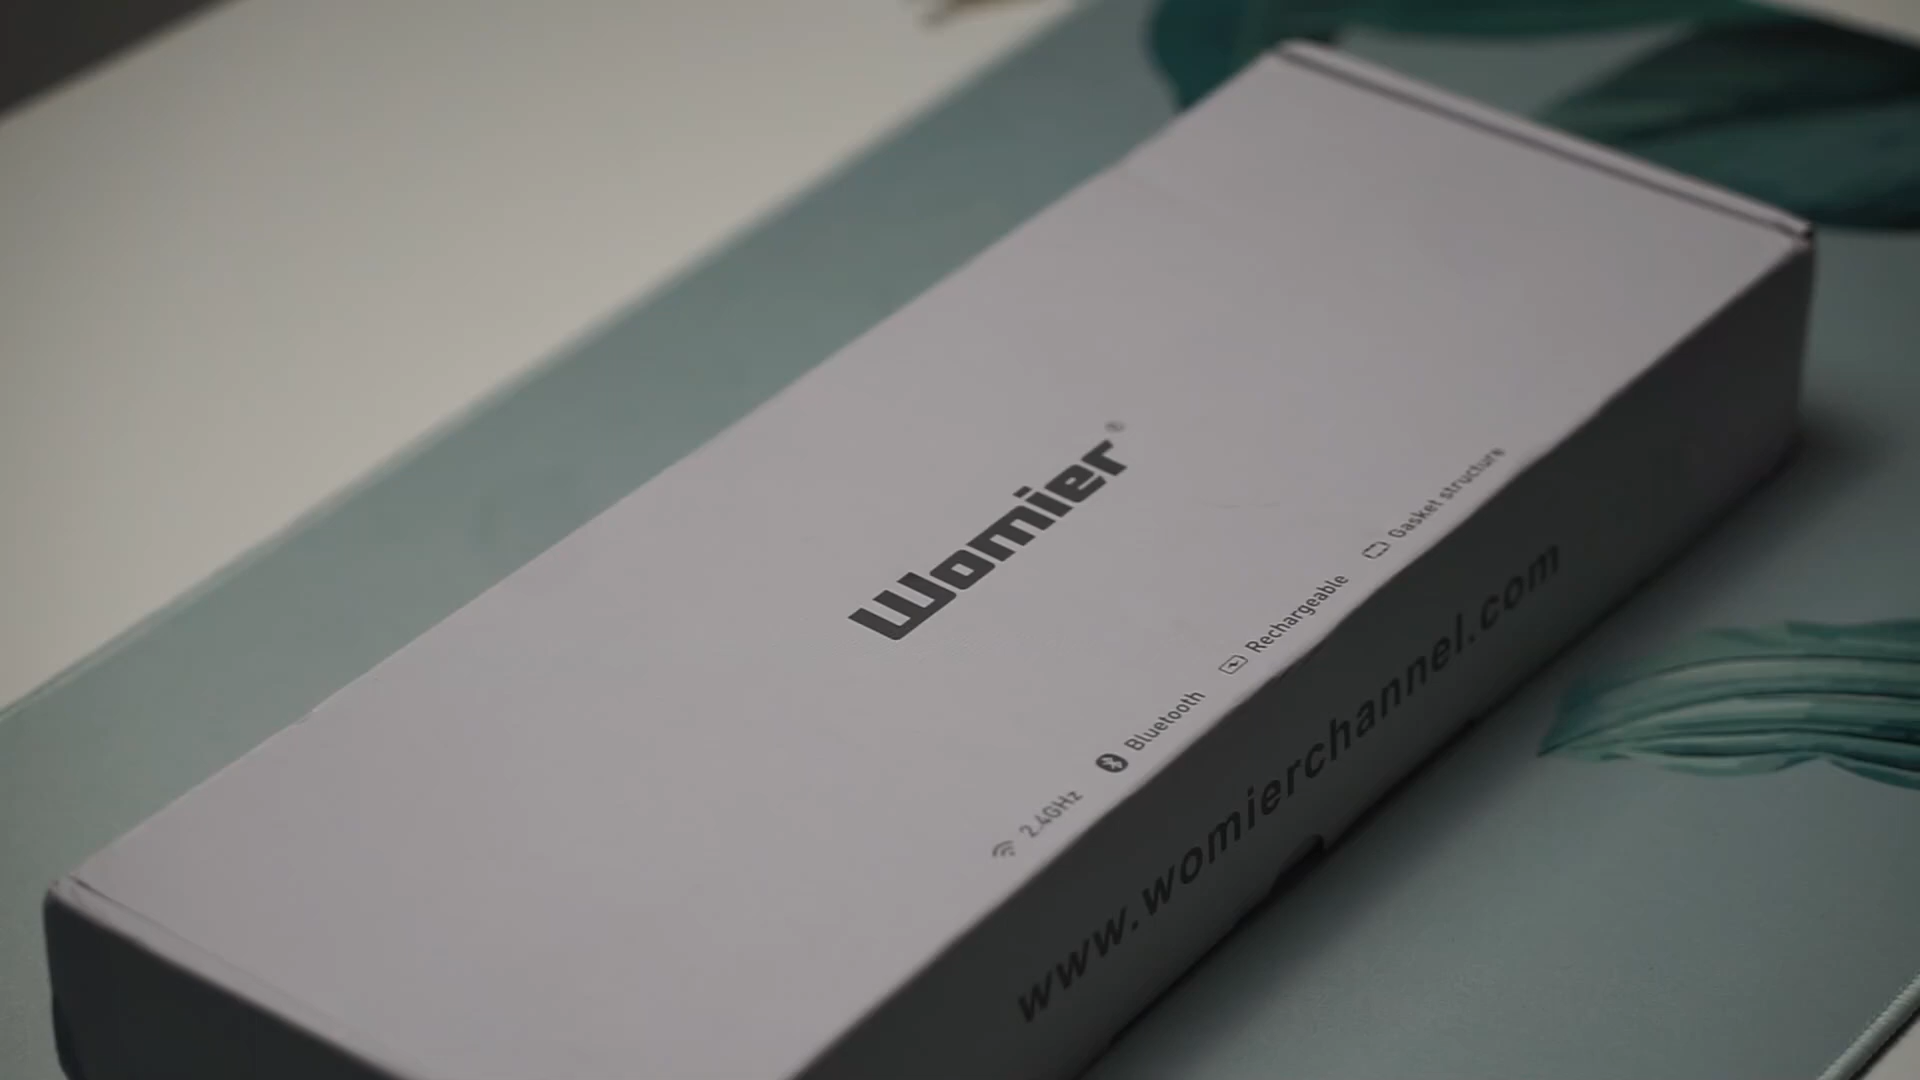 Womier®
2.4GHz
Bluetooth
Rechargeable
Gasket structure
www.womierchannel.com